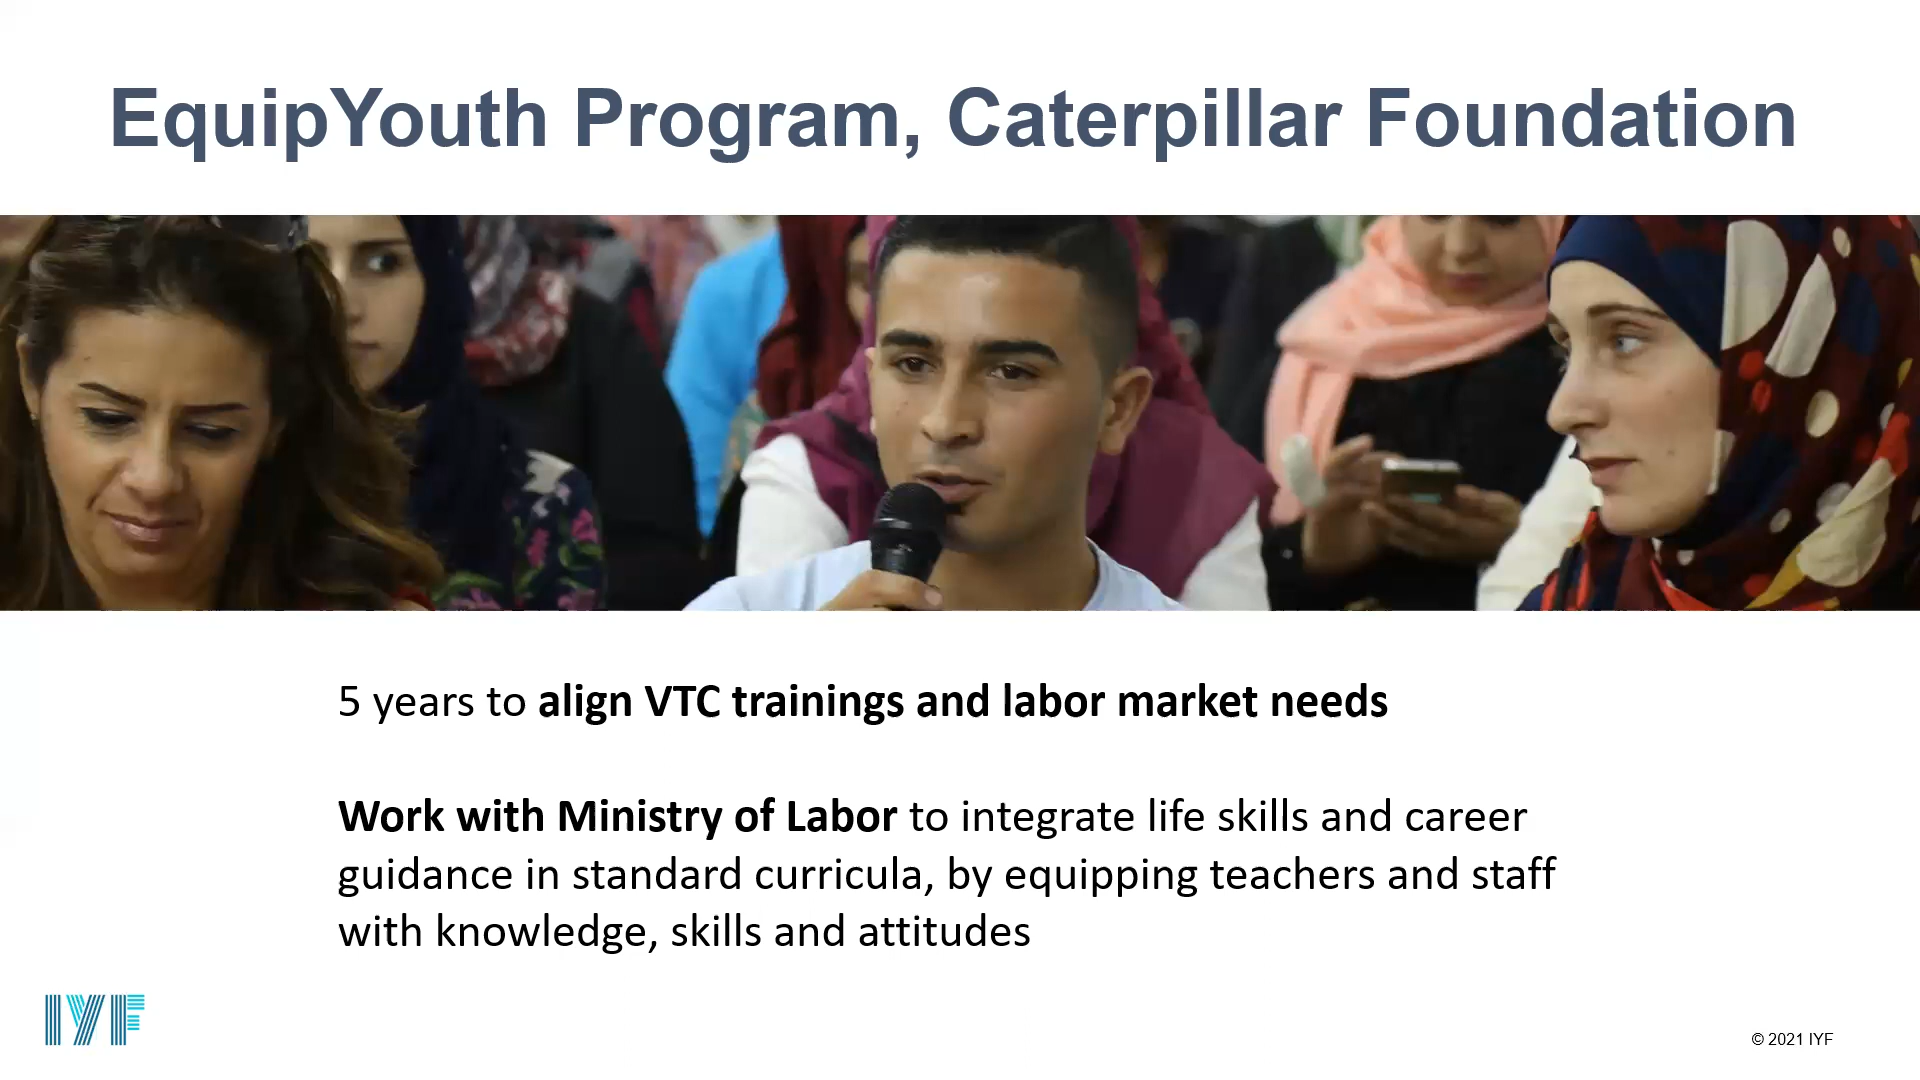 EquipYouth Program, Caterpillar Foundation
5 years to align VTC trainings and labor market needs
Work with Ministry of Labor to integrate life skills and career
guidance in standard curricula, by equipping teachers and staff
with knowledge, skills and attitudes
IYF
© 2021 IYF